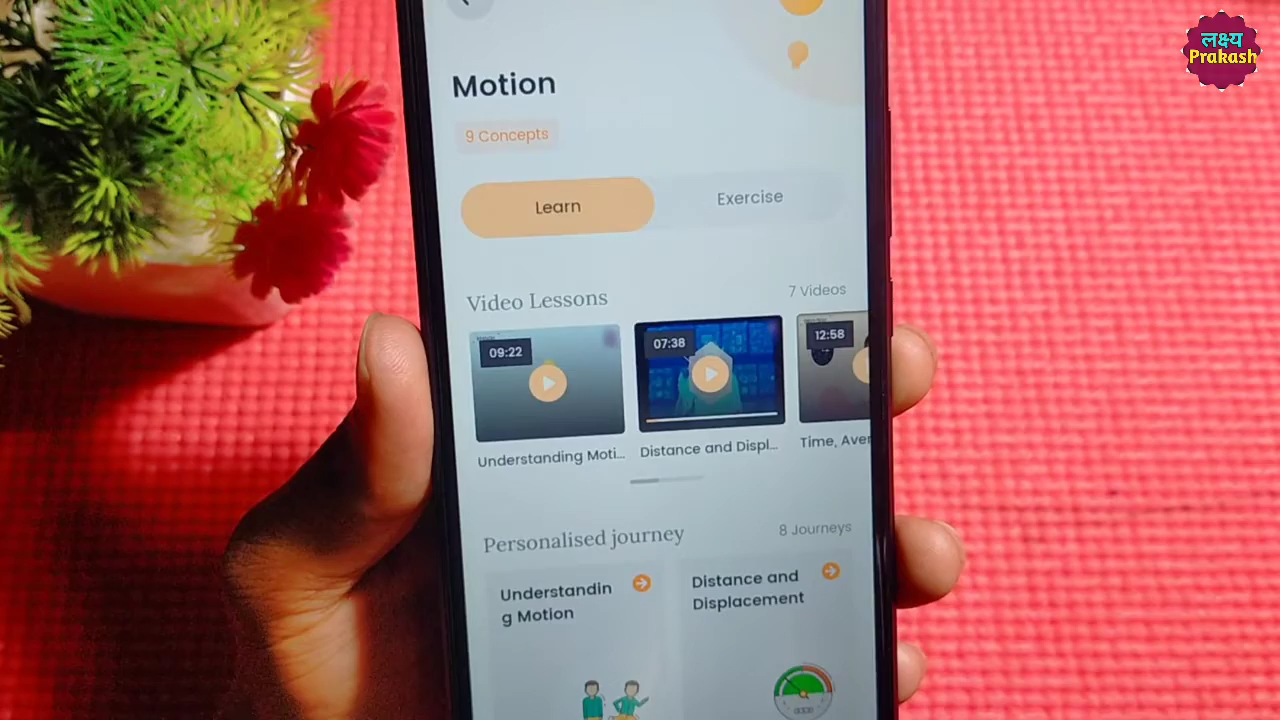 लक्ष्य
Prakash
Motion
9 Concepts
Learn
Exercise
Video Lessons
7 Videos
09:22
07:38
12:58
Understanding Moti...
Distance and Displ...
Time, Aver
Personalised journey
8 Journeys
Understandin
g Motion
Distance and
Displacement